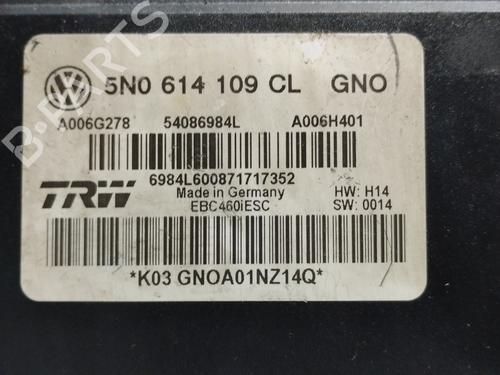 5N0 614 109 CL GNO
A006G278 54086984L A006H401
TRW
6984L600871717352
Made in Germany
EBC460iESC
HW: H14
SW: 0014
*K03 GNOA01NZ14Q*
B-PARTS